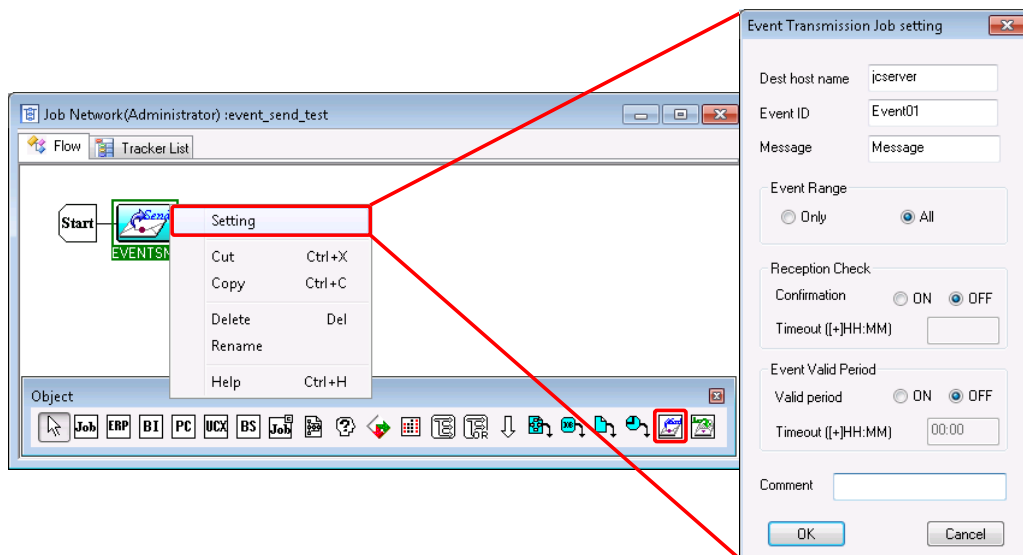 Job Network(Administrator) :event_send_test
Flow
Tracker List
Start
Send
EVENTSN
Setting
Cut Ctrl+X
Copy Ctrl+C
Delete Del
Rename
Help Ctrl+H
Object
Job ERP BI PC UCX BS Job
Event Transmission Job setting
Dest host name jcserver
Event ID Event01
Message Message
Event Range
Only All
Reception Check
Confirmation ON OFF
Timeout ([+]HH:MM)
Event Valid Period
Valid period ON OFF
Timeout ([+]HH:MM) 00:00
Comment
OK Cancel